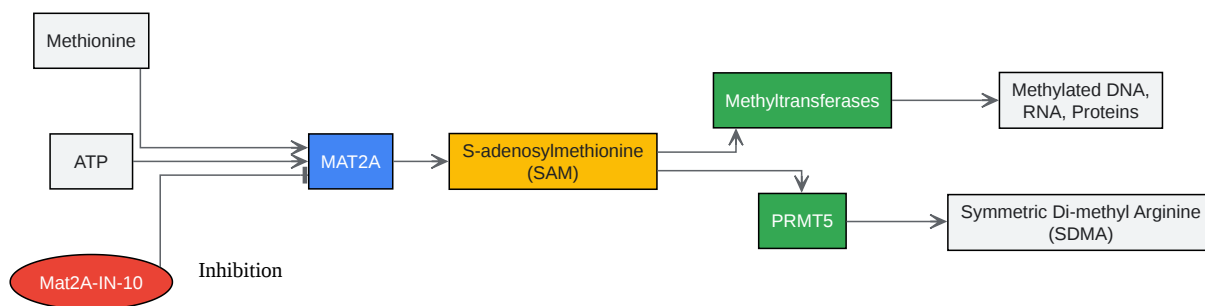 Methionine
ATP
Mat2A-IN-10
Inhibition
MAT2A
S-adenosylmethionine
(SAM)
Methyltransferases
PRMT5
Methylated DNA,
RNA, Proteins
Symmetric Di-methyl Arginine
(SDMA)